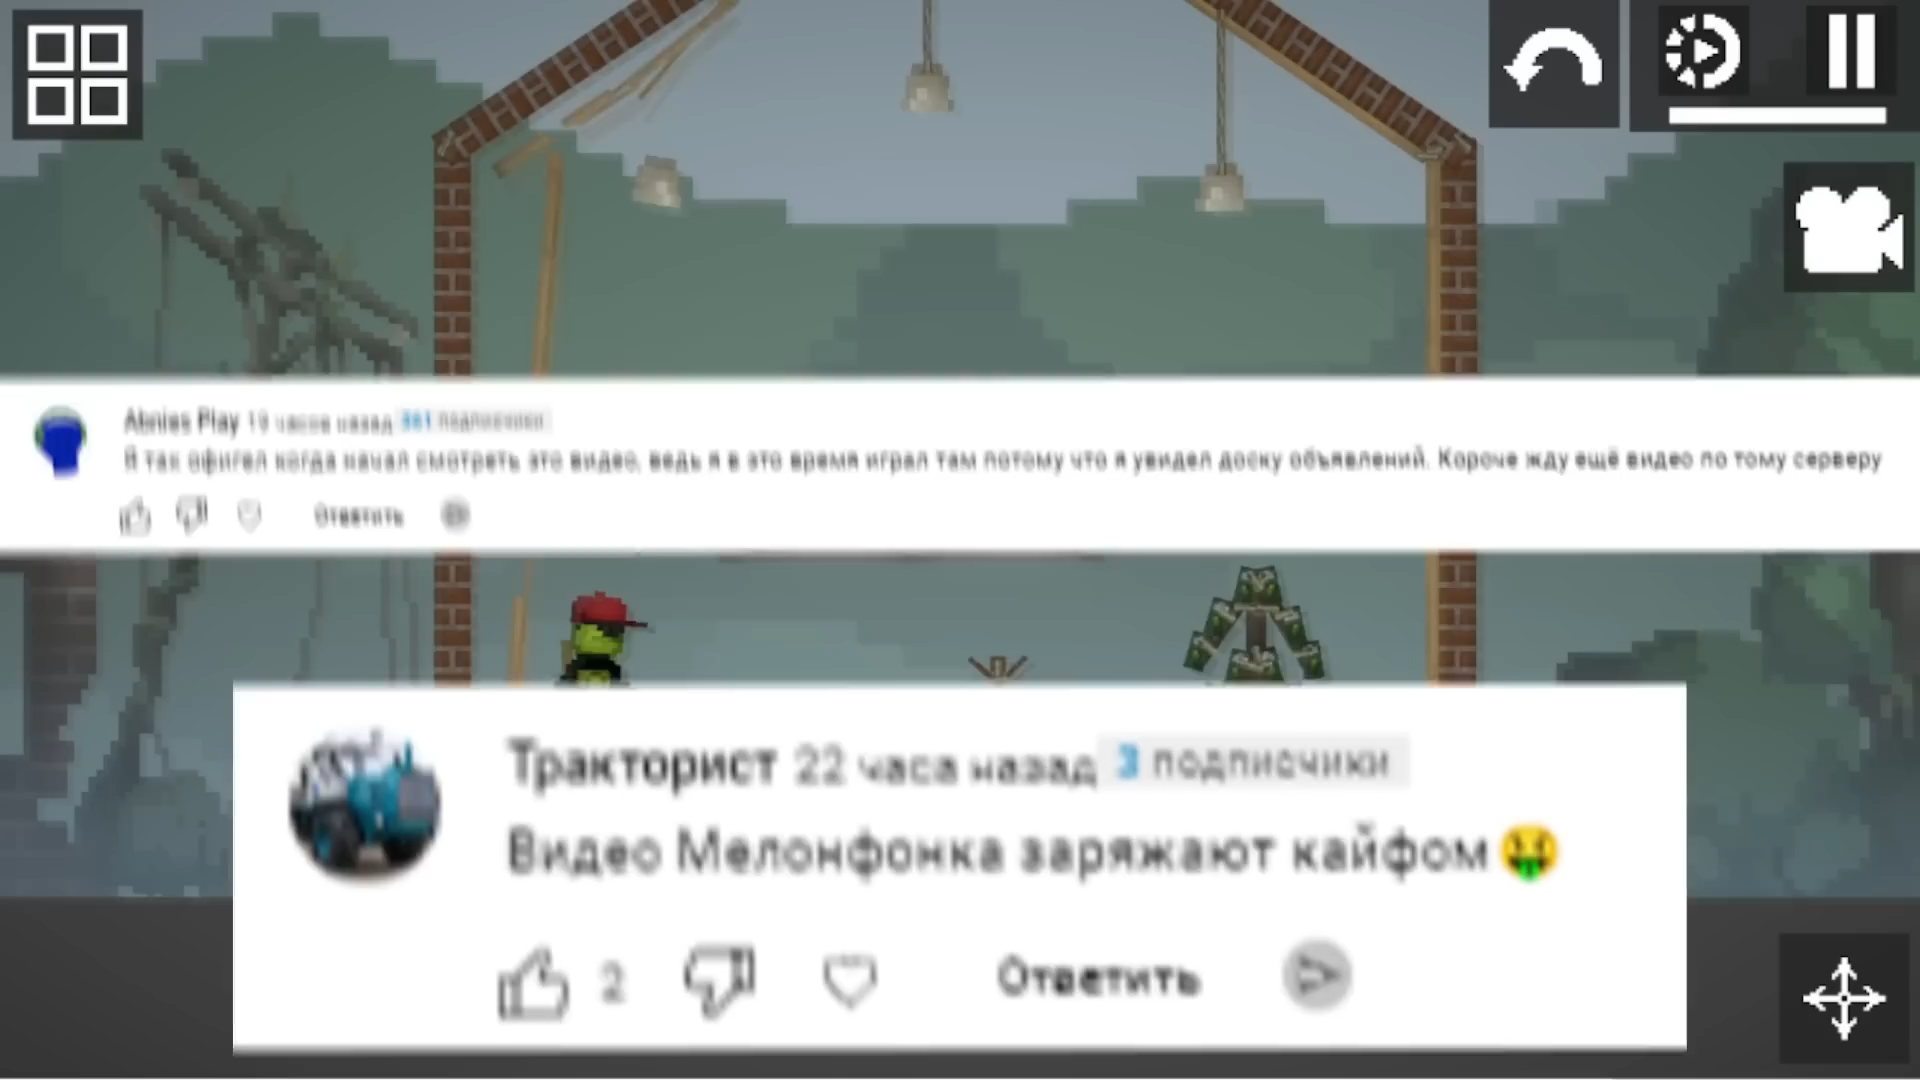 Abnies Play 19 часов назад 361 подписчики
Я так офигел когда начал смотреть это видео, ведь я в это время играл там потому что я увидел доску объявлений. Короче жду ещё видео по тому серверу
Ответить
Тракторист 22 часа назад 3 подписчики
Видео Мелонфонка заряжают кайфом🤑
2 Ответить